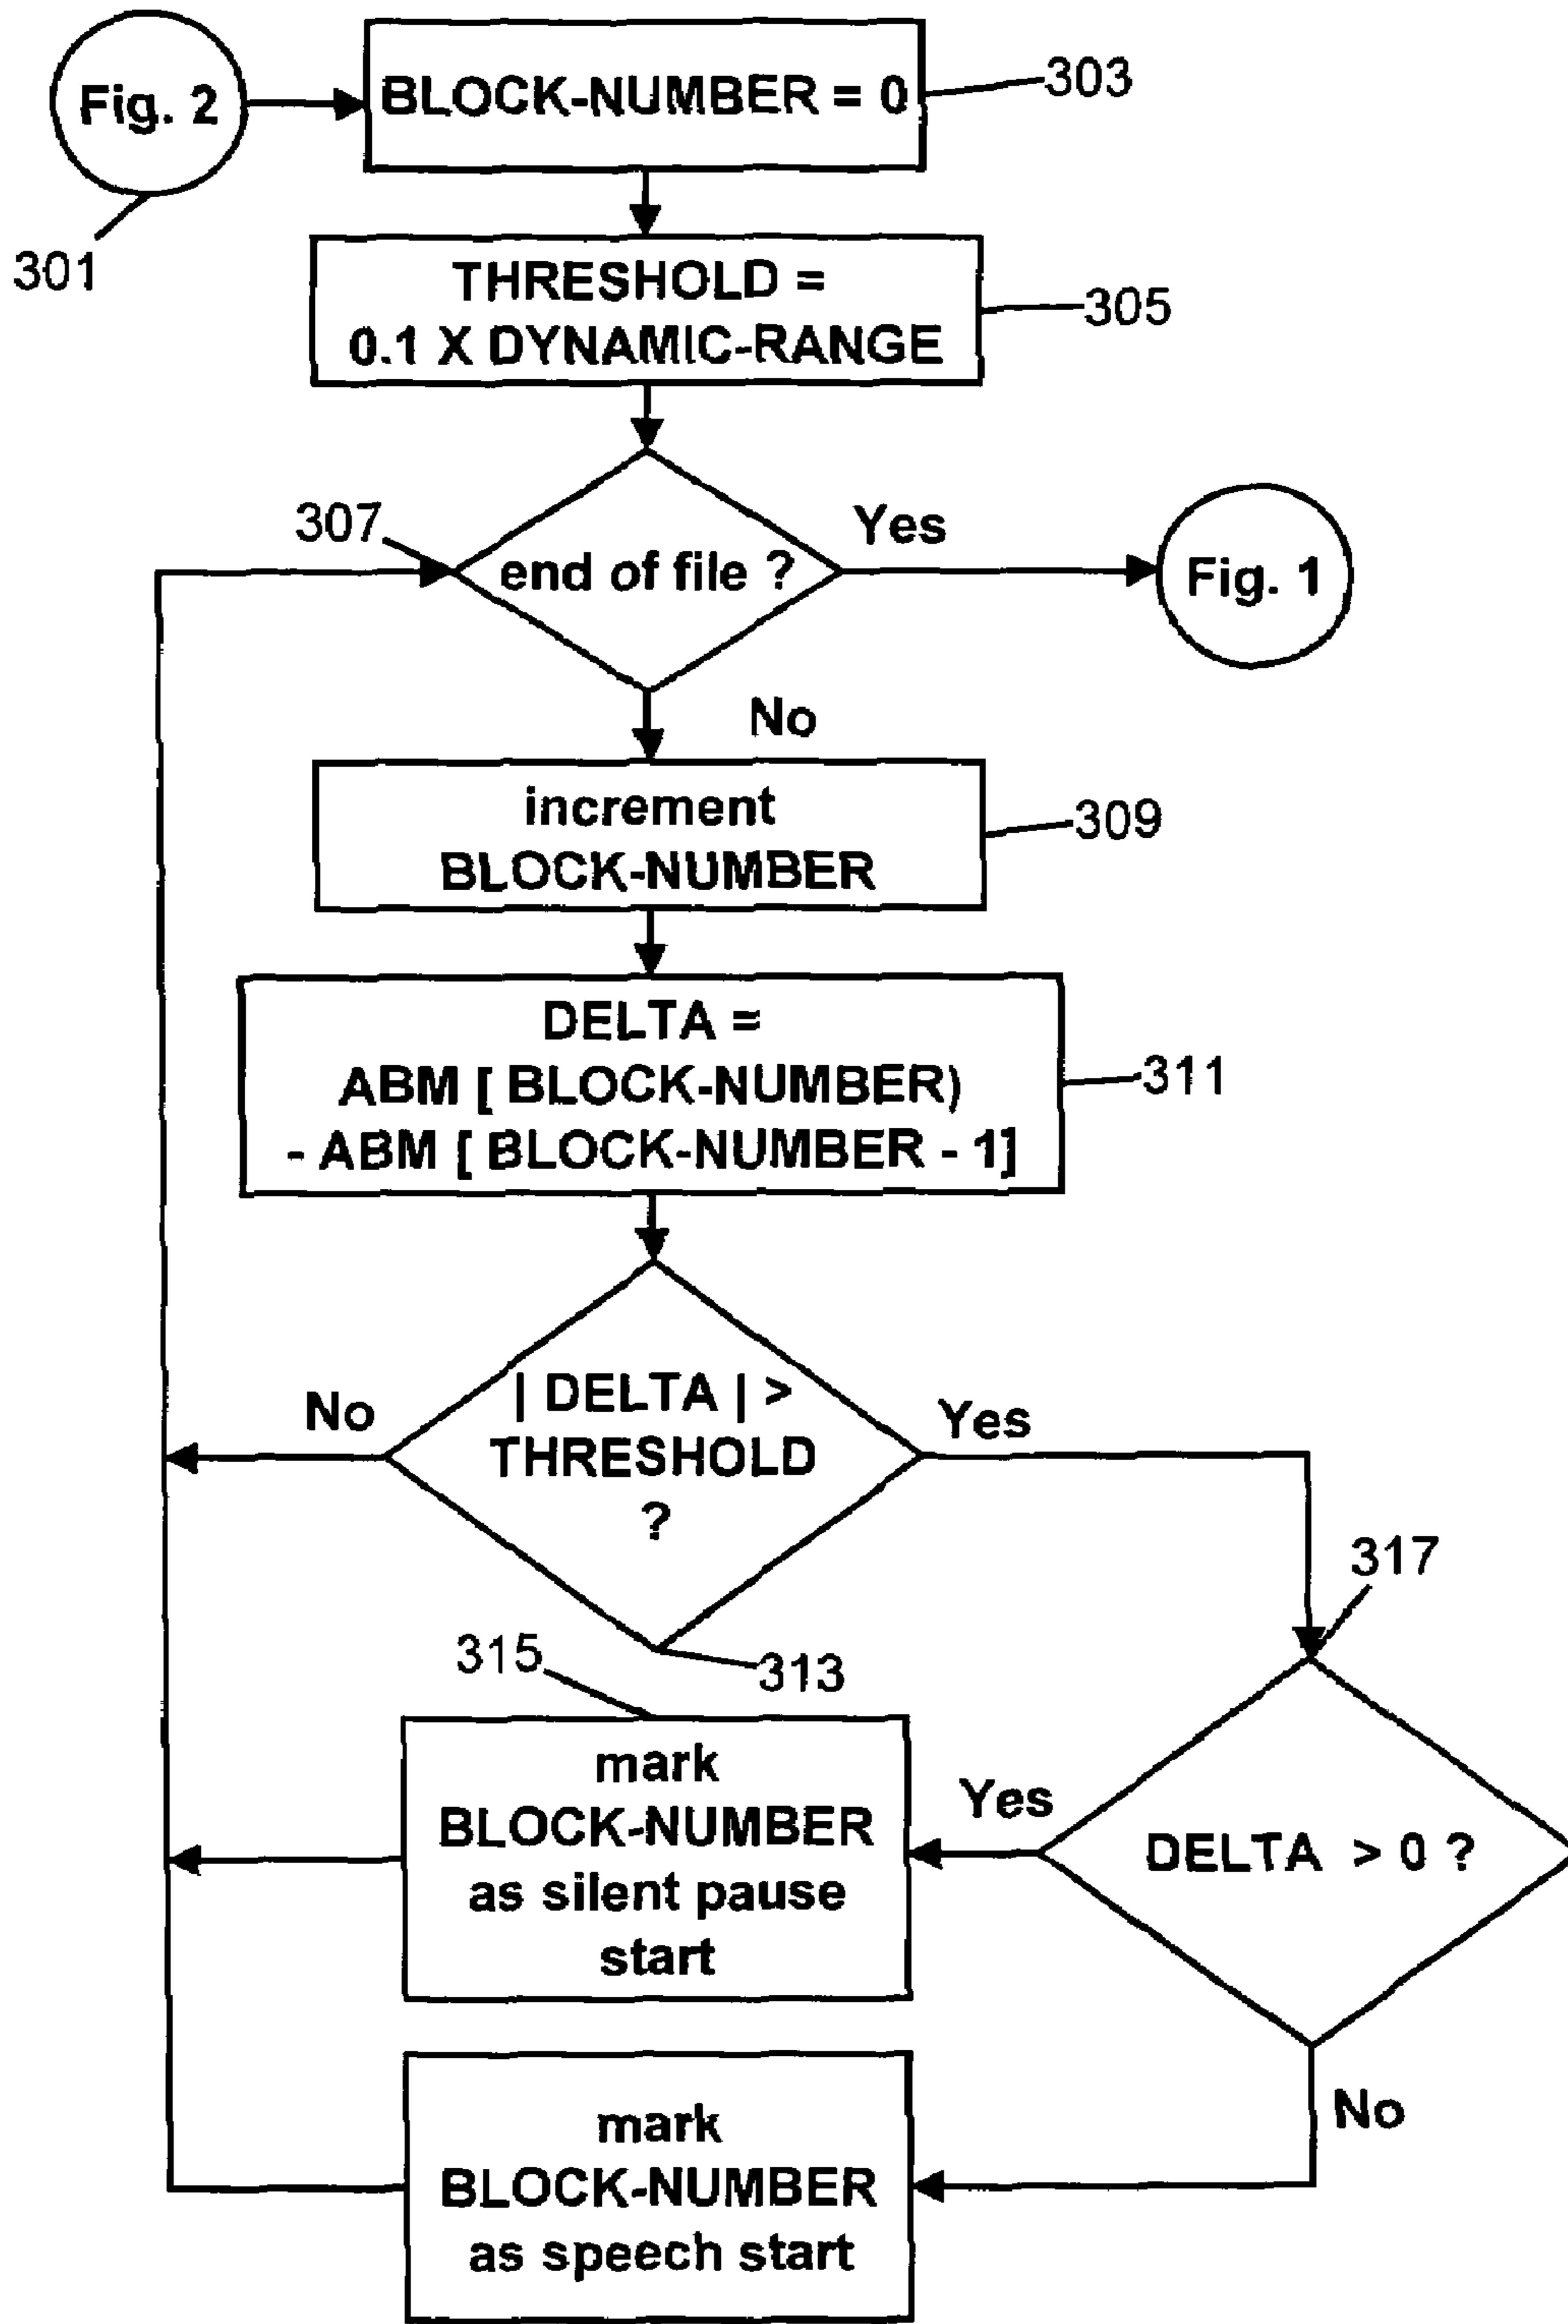 Fig. 2
BLOCK-NUMBER = 0
303
301
THRESHOLD =
0.1 X DYNAMIC-RANGE
305
307
end of file ?
Yes
Fig. 1
No
increment
BLOCK-NUMBER
309
DELTA =
ABM [ BLOCK-NUMBER)
- ABM [ BLOCK-NUMBER - 1]
311
No
| DELTA | >
THRESHOLD
?
Yes
317
315
313
mark
BLOCK-NUMBER
as silent pause
start
Yes
DELTA > 0 ?
No
mark
BLOCK-NUMBER
as speech start